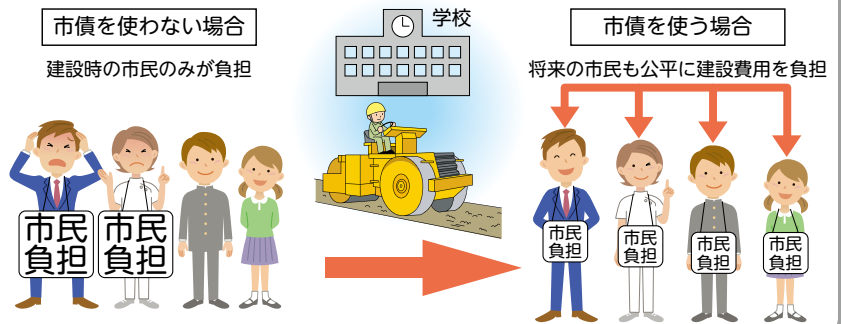 市債を使わない場合
建設時の市民のみが負担
市民
負担
市民
負担
学校
市債を使う場合
将来の市民も公平に建設費用を負担
市民
負担
市民
負担
市民
負担
市民
負担